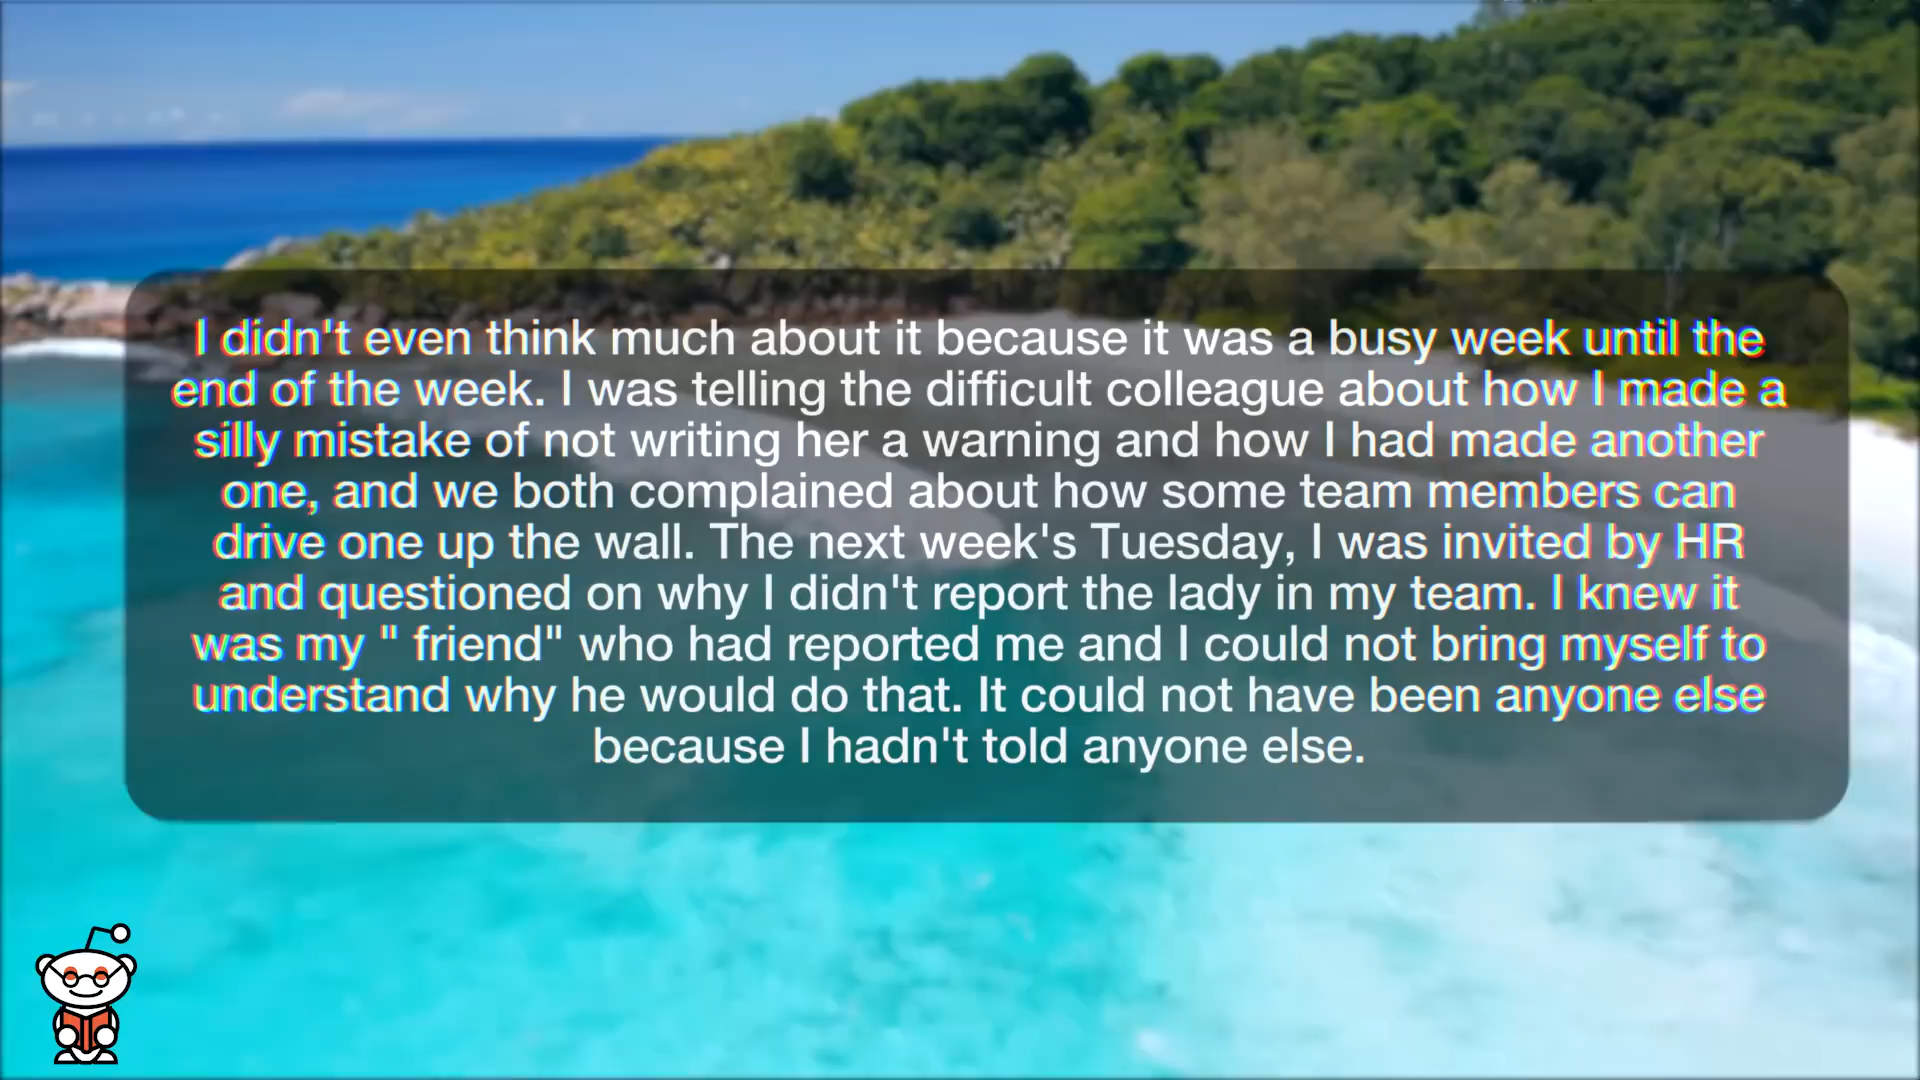 I didn't even think much about it because it was a busy week until the
end of the week. I was telling the difficult colleague about how I made a
silly mistake of not writing her a warning and how I had made another
one, and we both complained about how some team members can
drive one up the wall. The next week's Tuesday, I was invited by HR
and questioned on why I didn't report the lady in my team. I knew it
was my " friend" who had reported me and I could not bring myself to
understand why he would do that. It could not have been anyone else
because I hadn't told anyone else.